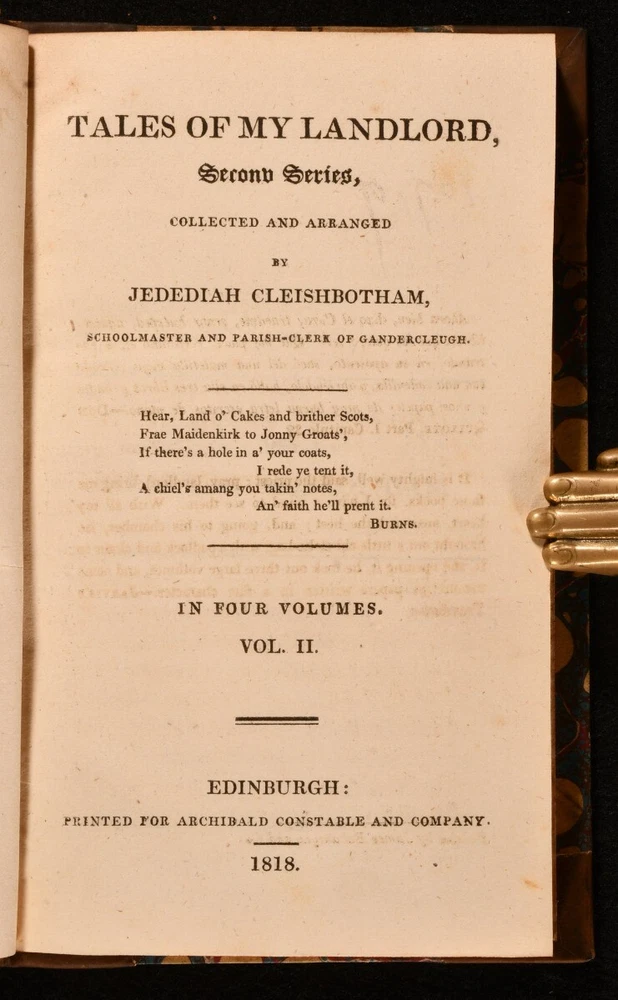 TALES OF MY LANDLORD,
Second Series,
COLLECTED AND ARRANGED
BY
JEDEDIAH CLEISHBOTHAM,
SCHOOLMASTER AND PARISH-CLERK OF GANDERCLEUGH.
Hear, Land o' Cakes and brither Scots,
Frae Maidenkirk to Jonny Groats',
If there's a hole in a' your coats,
I rede ye tent it,
A chiel's amang you takin' notes,
An' faith he'll prent it.
BURNS.
IN FOUR VOLUMES.
VOL. II.
EDINBURGH:
PRINTED FOR ARCHIBALD CONSTABLE AND COMPANY.
1818.